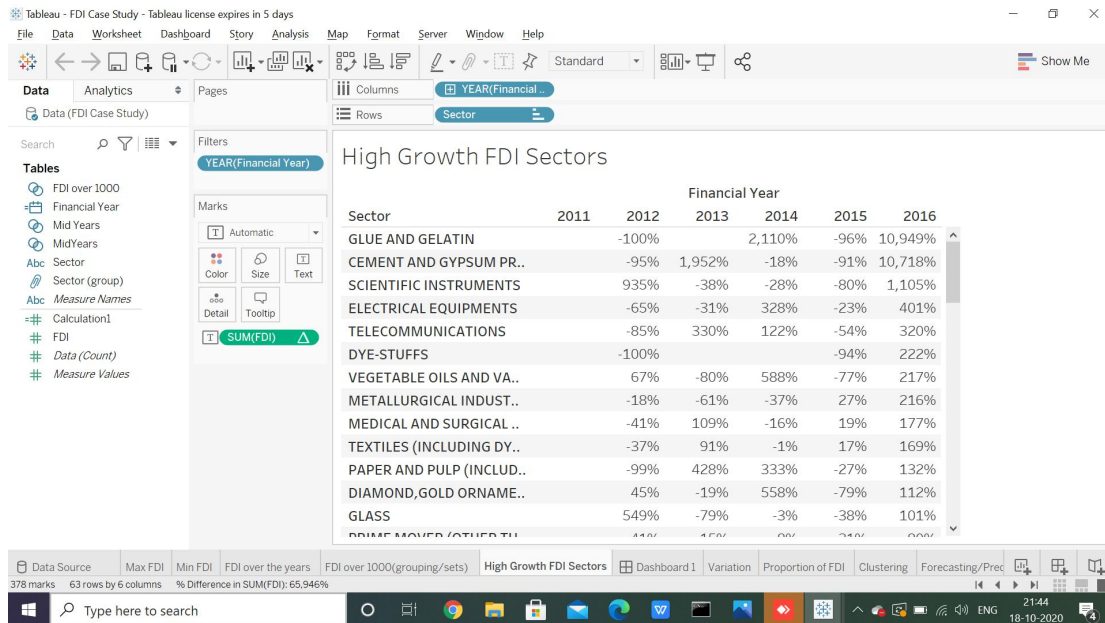 Tableau - FDI Case Study - Tableau license expires in 5 days
File Data Worksheet Dashboard Story Analysis Map Format Server Window Help
Standard
Show Me
Data Analytics
Data (FDI Case Study)
Search
Tables
FDI over 1000
Financial Year
Mid Years
MidYears
Abc Sector
Sector (group)
Abc Measure Names
Calculation1
FDI
Data (Count)
Measure Values
Pages
Filters
YEAR(Financial Year)
Marks
T Automatic
Color Size Text
Detail Tooltip
T SUM(FDI) Δ
Columns YEAR(Financial ..
Rows Sector
High Growth FDI Sectors
Financial Year
Sector 2011 2012 2013 2014 2015 2016
GLUE AND GELATIN -100% 2,110% -96% 10,949%
CEMENT AND GYPSUM PR.. -95% 1,952% -18% -91% 10,718%
SCIENTIFIC INSTRUMENTS 935% -38% -28% -80% 1,105%
ELECTRICAL EQUIPMENTS -65% -31% 328% -23% 401%
TELECOMMUNICATIONS -85% 330% 122% -54% 320%
DYE-STUFFS -100% -94% 222%
VEGETABLE OILS AND VA.. 67% -80% 588% -77% 217%
METALLURGICAL INDUST.. -18% -61% -37% 27% 216%
MEDICAL AND SURGICAL .. -41% 109% -16% 19% 177%
TEXTILES (INCLUDING DY.. -37% 91% -1% 17% 169%
PAPER AND PULP (INCLUD.. -99% 428% 333% -27% 132%
DIAMOND,GOLD ORNAME.. 45% -19% 558% -79% 112%
GLASS 549% -79% -3% -38% 101%
PRIME MOVER (OTHER TH..
Data Source Max FDI Min FDI FDI over the years FDI over 1000(grouping/sets) High Growth FDI Sectors Dashboard 1 Variation Proportion of FDI Clustering Forecasting/Prec
378 marks 63 rows by 6 columns % Difference in SUM(FDI): 65,946%
Type here to search
ENG
21:44
18-10-2020
4